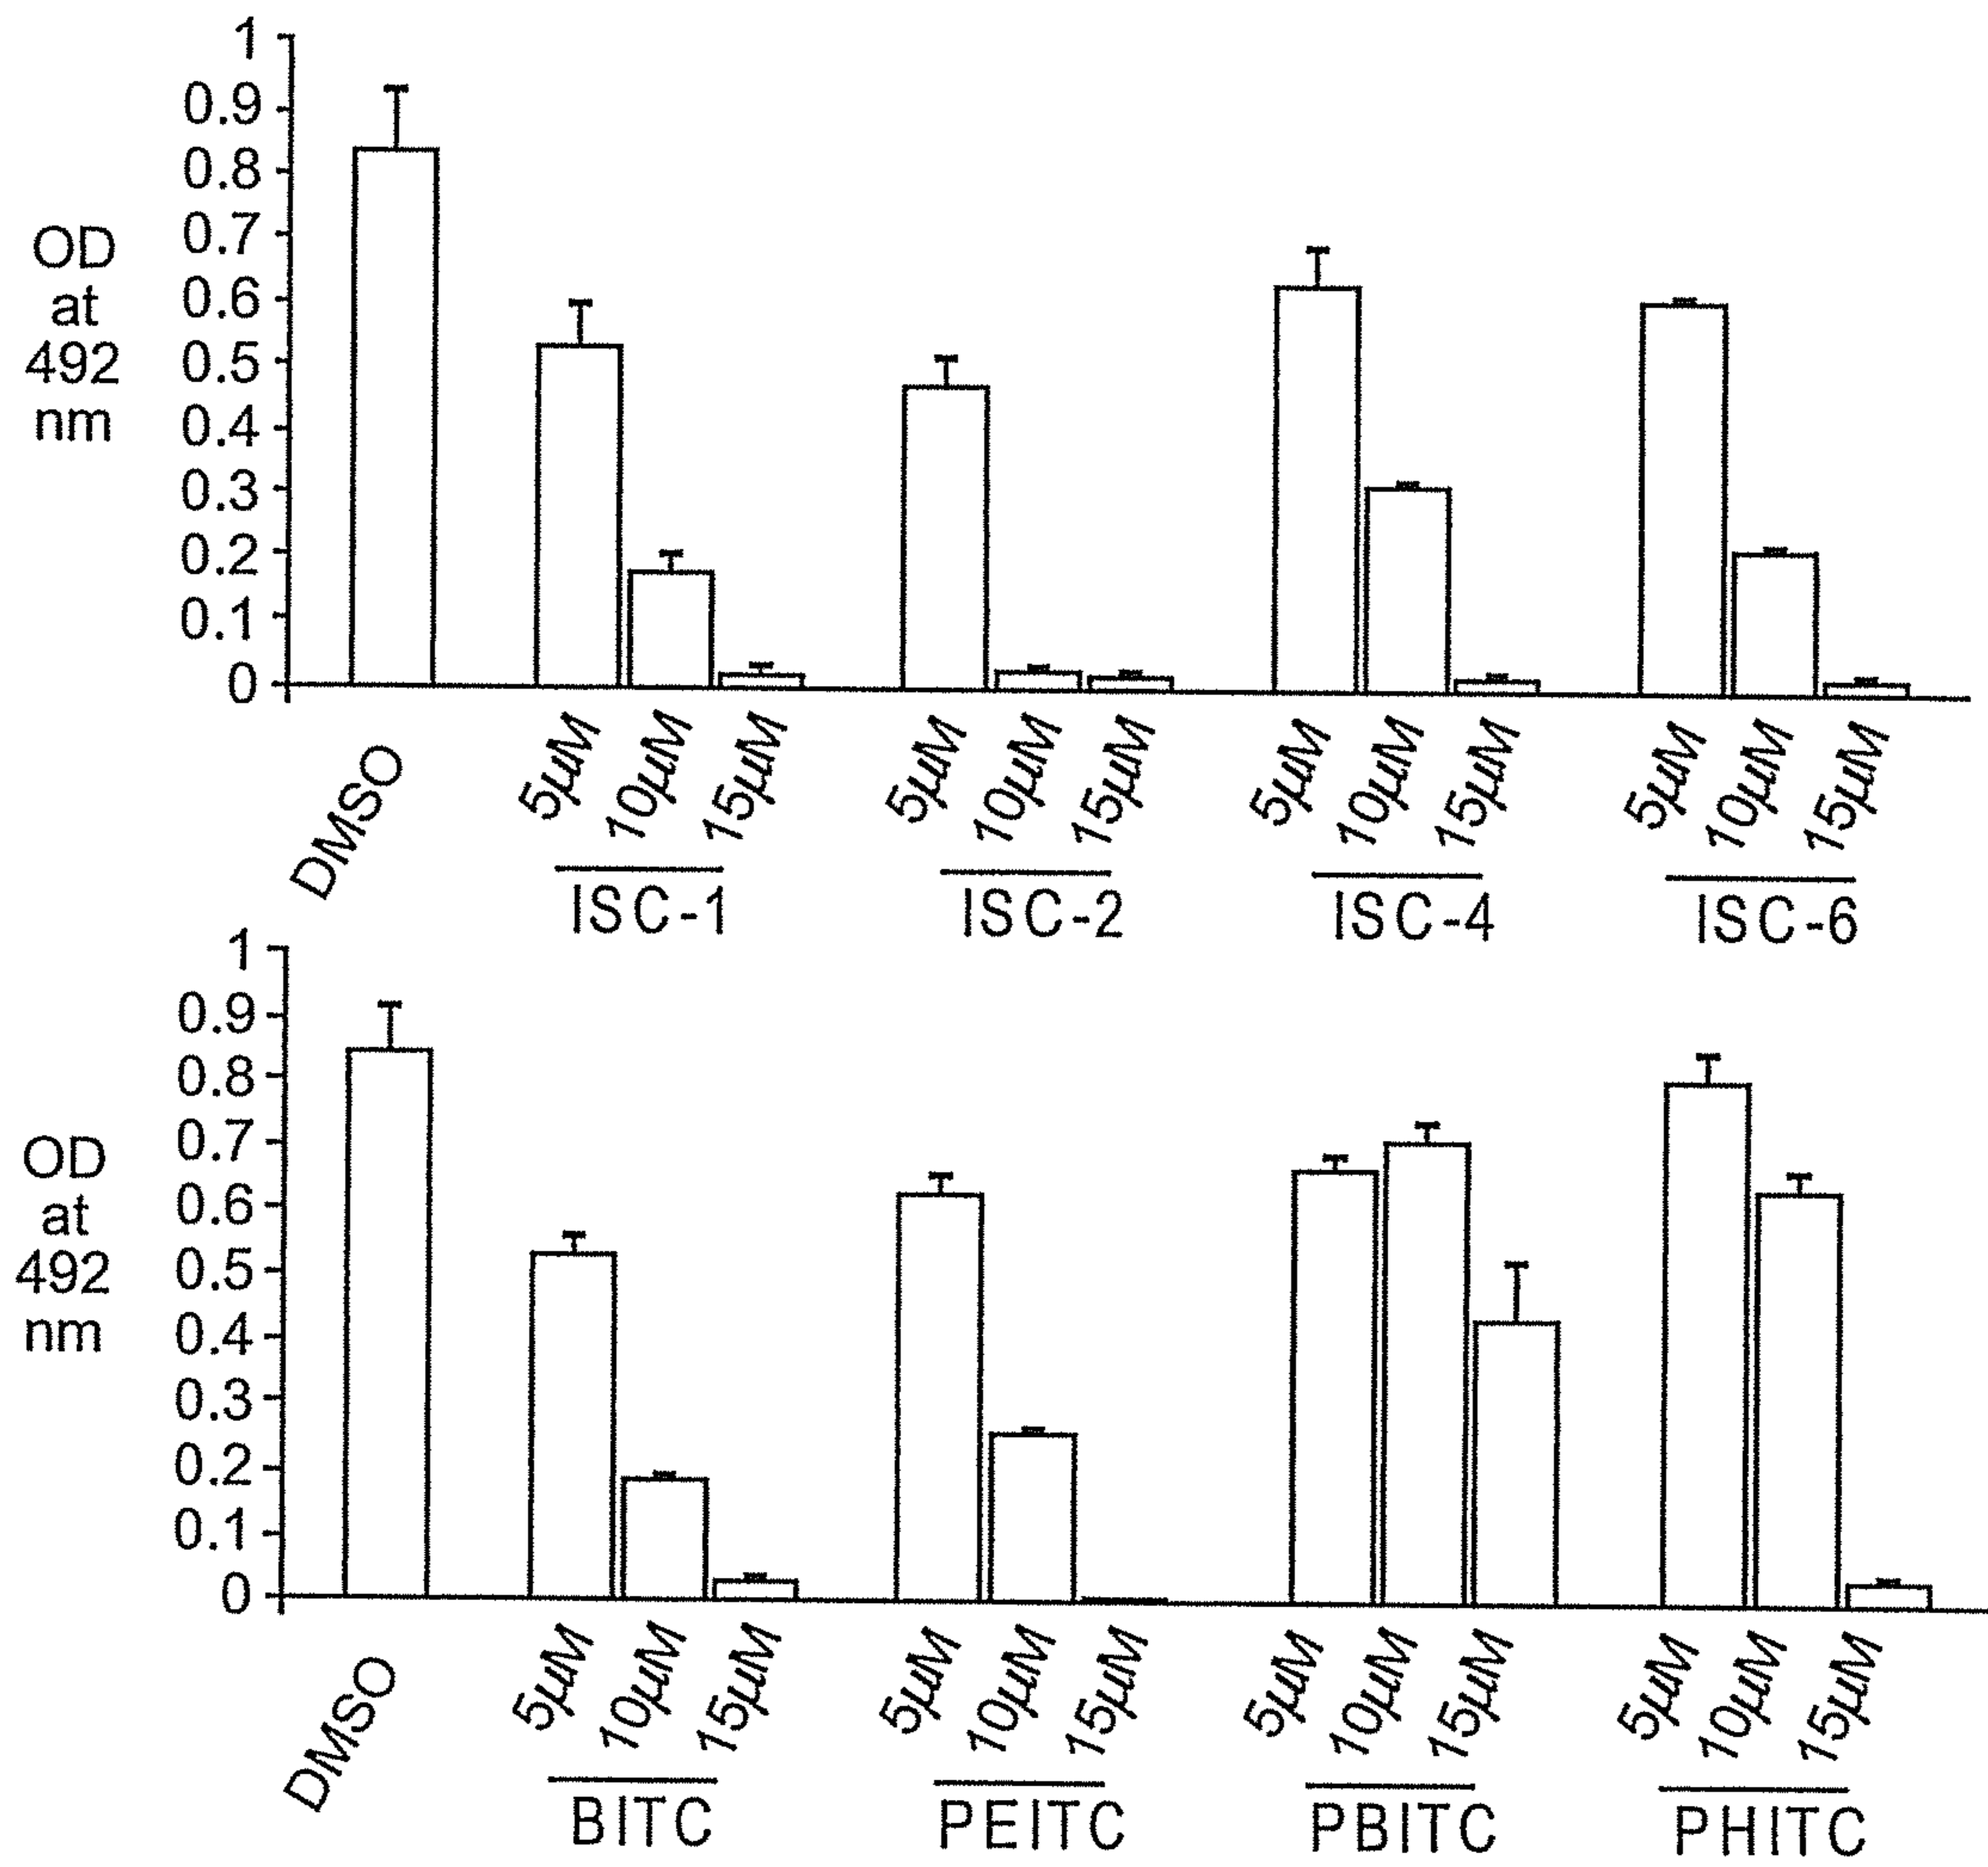 1
0.9
0.8
0.7
0.6
0.5
0.4
0.3
0.2
0.1
0
OD
at
492
nm
DMSO
5µM
10µM
15µM
5µM
10µM
15µM
5µM
10µM
15µM
5µM
10µM
15µM
ISC-1
ISC-2
ISC-4
ISC-6
1
0.9
0.8
0.7
0.6
0.5
0.4
0.3
0.2
0.1
0
OD
at
492
nm
DMSO
5µM
10µM
15µM
5µM
10µM
15µM
5µM
10µM
15µM
5µM
10µM
15µM
BITC
PEITC
PBITC
PHITC